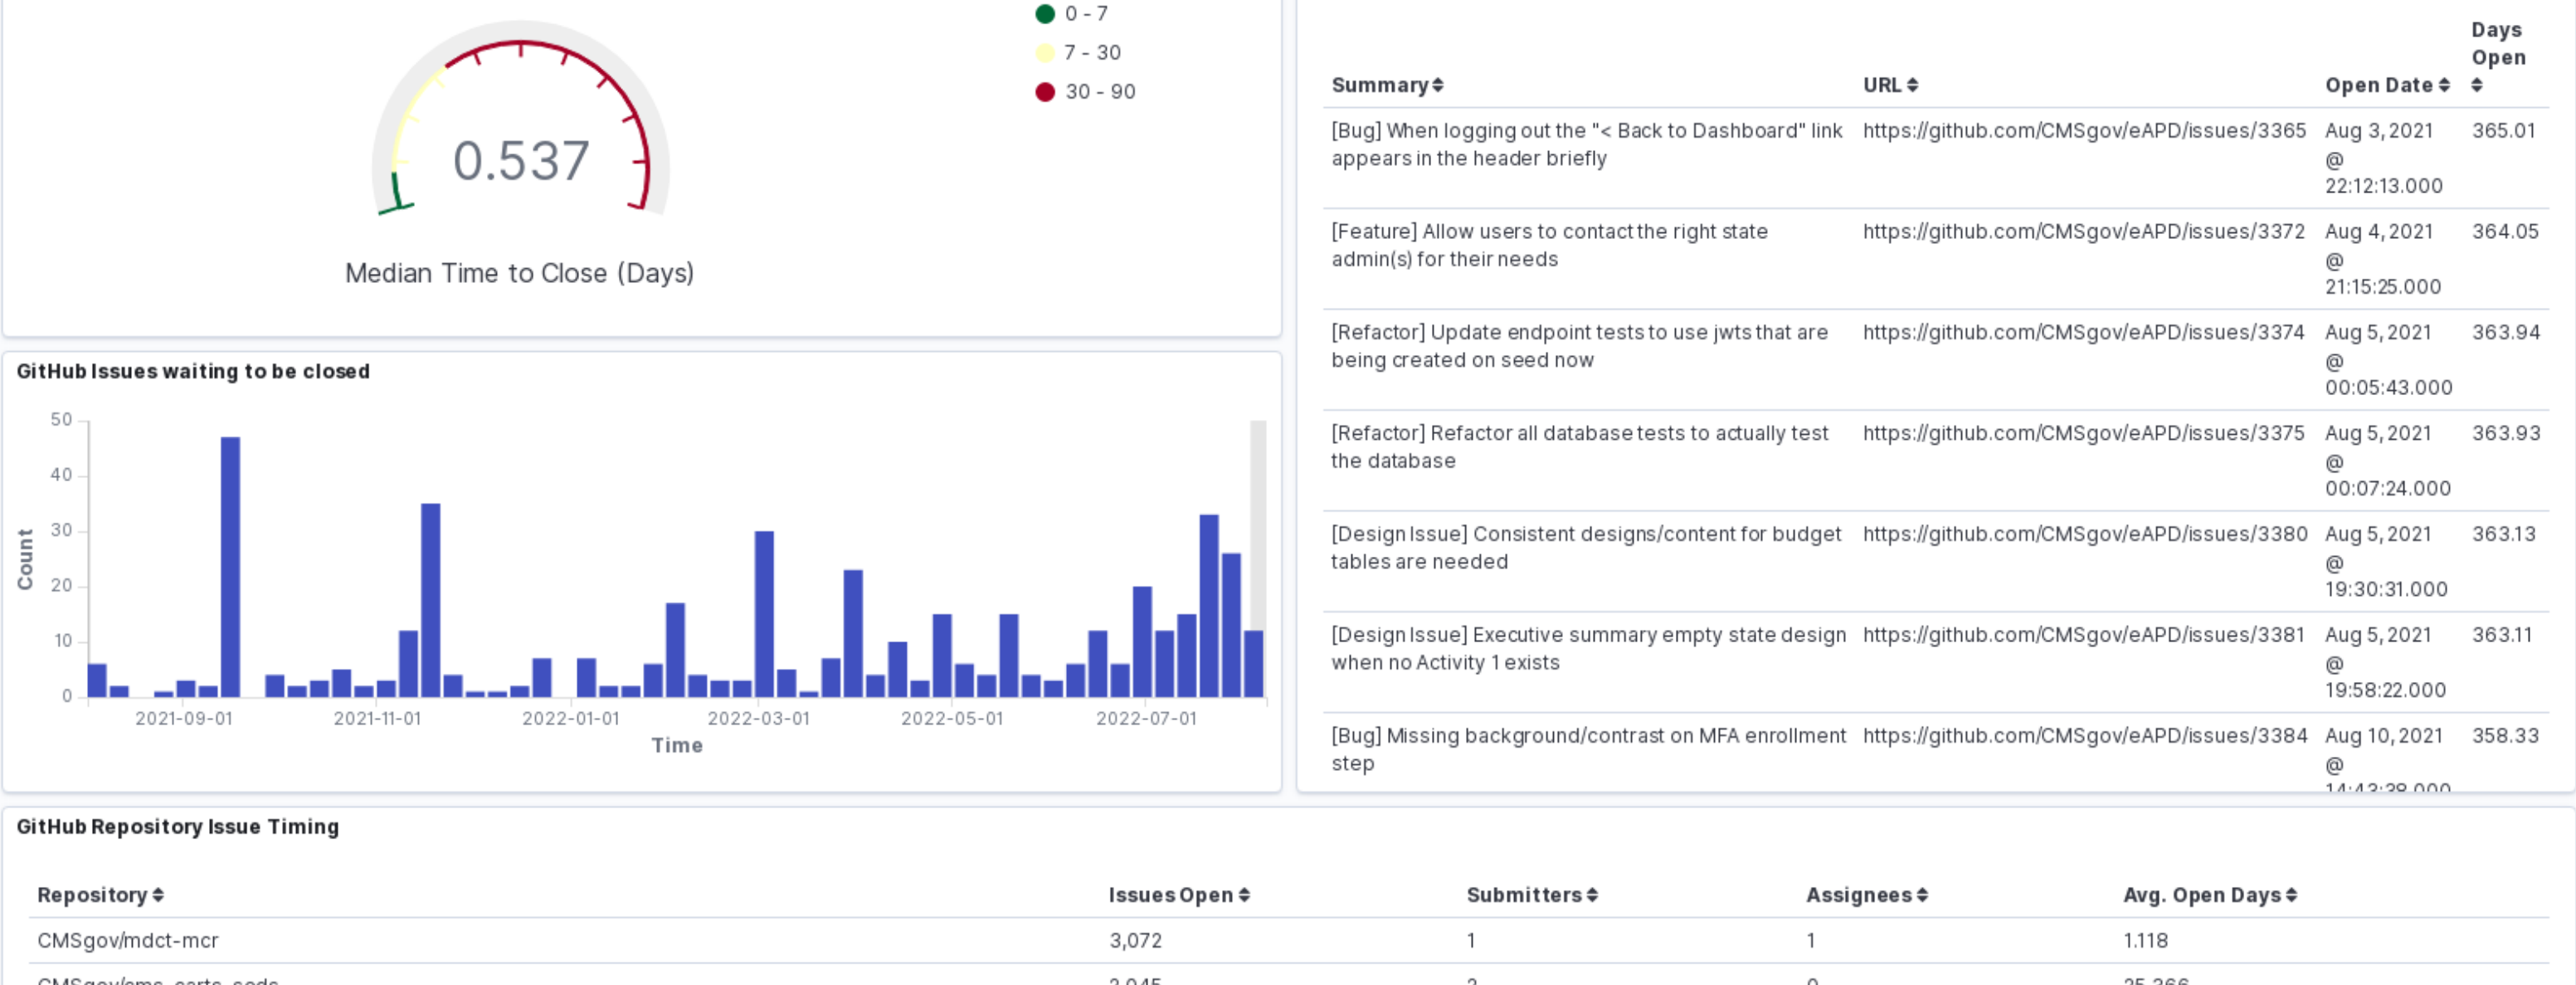 0 - 7
7 - 30
30 - 90
0.537
Median Time to Close (Days)
GitHub Issues waiting to be closed
50
40
30
20
10
0
Count
2021-09-01 2021-11-01 2022-01-01 2022-03-01 2022-05-01 2022-07-01
Time
Days
Open
Summary URL Open Date
[Bug] When logging out the "< Back to Dashboard" link https://github.com/CMSgov/eAPD/issues/3365 Aug 3, 2021 365.01
appears in the header briefly @
22:12:13.000
[Feature] Allow users to contact the right state https://github.com/CMSgov/eAPD/issues/3372 Aug 4, 2021 364.05
admin(s) for their needs @
21:15:25.000
[Refactor] Update endpoint tests to use jwts that are https://github.com/CMSgov/eAPD/issues/3374 Aug 5, 2021 363.94
being created on seed now @
00:05:43.000
[Refactor] Refactor all database tests to actually test https://github.com/CMSgov/eAPD/issues/3375 Aug 5, 2021 363.93
the database @
00:07:24.000
[Design Issue] Consistent designs/content for budget https://github.com/CMSgov/eAPD/issues/3380 Aug 5, 2021 363.13
tables are needed @
19:30:31.000
[Design Issue] Executive summary empty state design https://github.com/CMSgov/eAPD/issues/3381 Aug 5, 2021 363.11
when no Activity 1 exists @
19:58:22.000
[Bug] Missing background/contrast on MFA enrollment https://github.com/CMSgov/eAPD/issues/3384 Aug 10, 2021 358.33
step @
GitHub Repository Issue Timing
Repository Issues Open Submitters Assignees Avg. Open Days
CMSgov/mdct-mcr 3,072 1 1 1.118